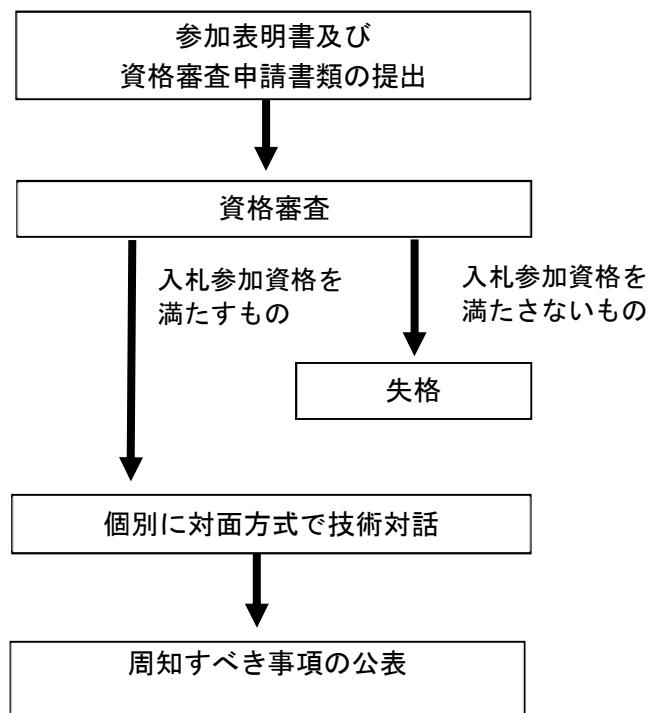 参加表明書及び
資格審査申請書類の提出
資格審査
入札参加資格を
満たすもの
入札参加資格を
満たさないもの
失格
個別に対面方式で技術対話
周知すべき事項の公表